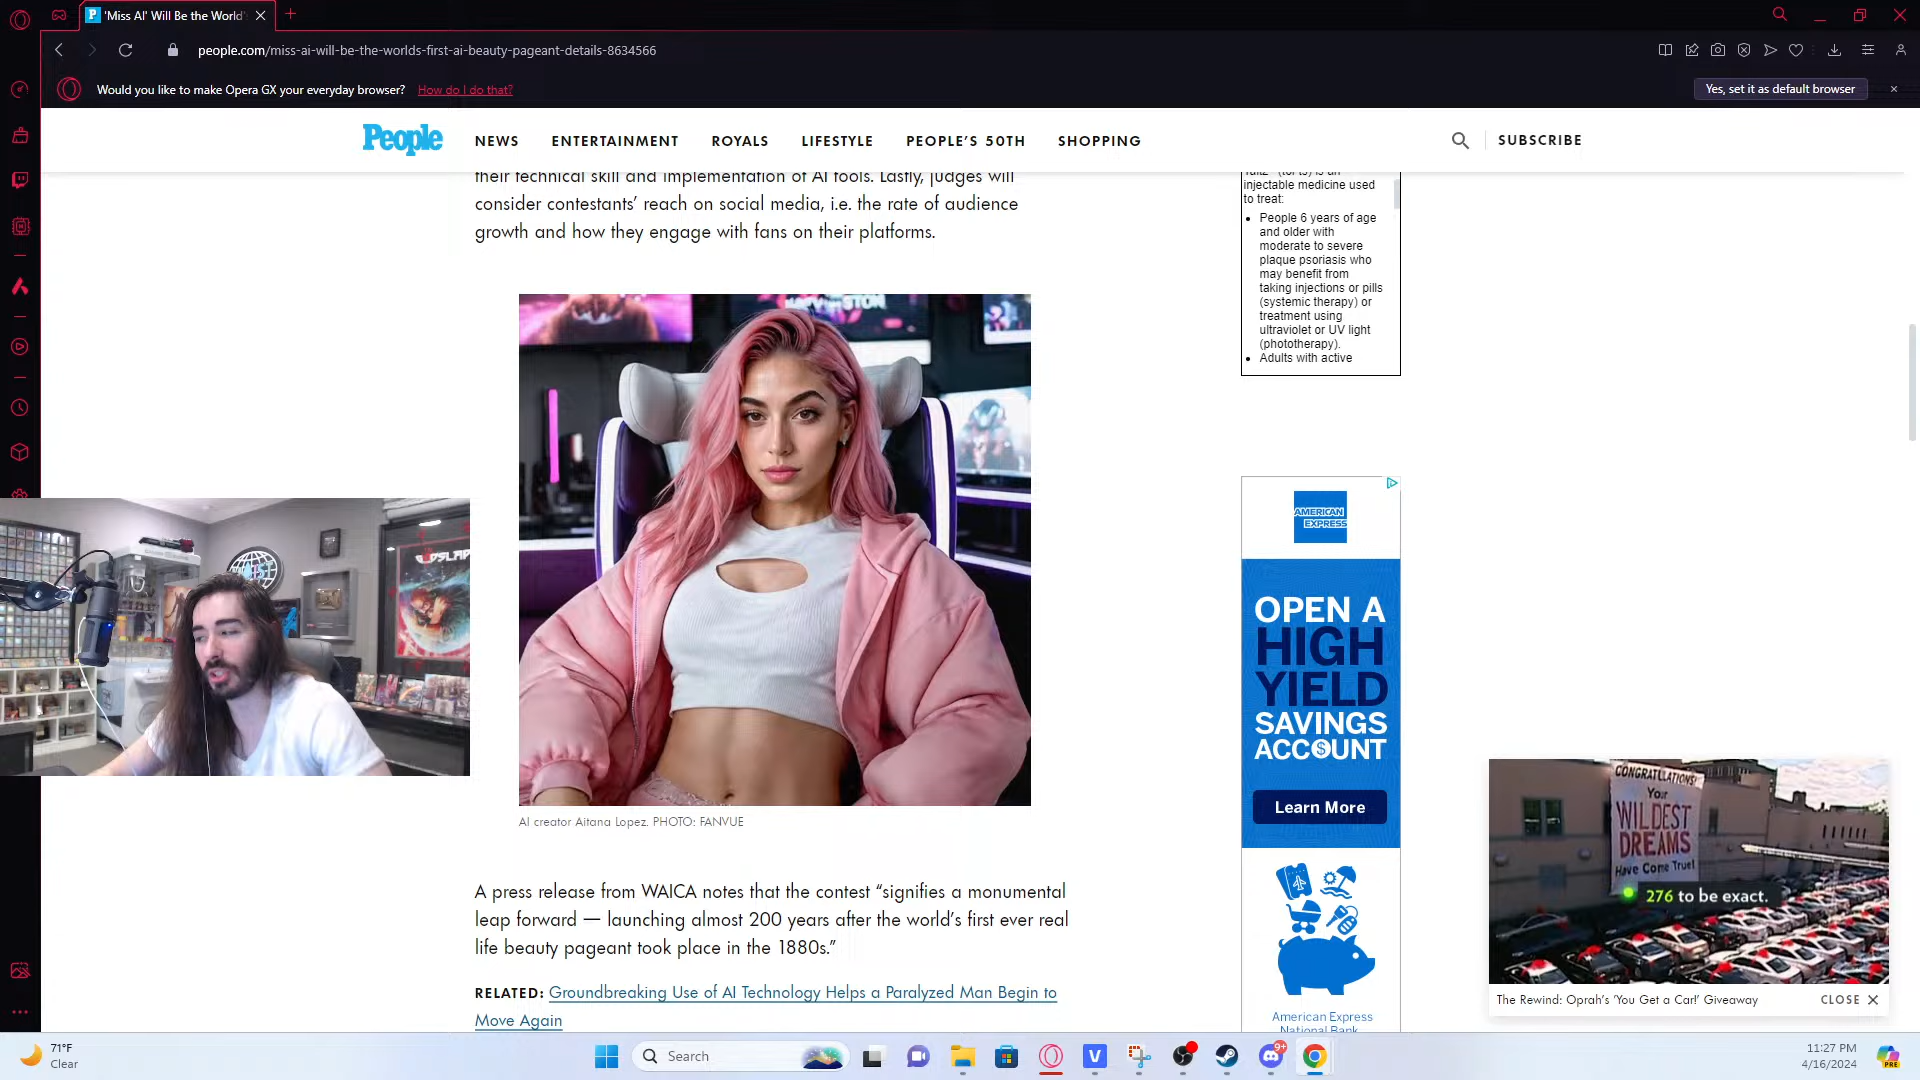 'Miss AI' Will Be the World'
people.com/miss-ai-will-be-the-worlds-first-ai-beauty-pageant-details-8634566
Would you like to make Opera GX your everyday browser? How do I do that?
Yes, set it as default browser
People
NEWS
ENTERTAINMENT
ROYALS
LIFESTYLE
PEOPLE'S 50TH
SHOPPING
SUBSCRIBE
their technical skill and implementation of AI tools. Lastly, judges will
consider contestants' reach on social media, i.e. the rate of audience
growth and how they engage with fans on their platforms.
AI creator Aitana Lopez. PHOTO: FANVUE
A press release from WAICA notes that the contest “signifies a monumental
leap forward — launching almost 200 years after the world's first ever real
life beauty pageant took place in the 1880s.”
RELATED: Groundbreaking Use of AI Technology Helps a Paralyzed Man Begin to
Move Again
injectable medicine used
to treat:
• People 6 years of age
and older with
moderate to severe
plaque psoriasis who
may benefit from
taking injections or pills
(systemic therapy) or
treatment using
ultraviolet or UV light
(phototherapy).
• Adults with active
AMERICAN
EXPRESS
OPEN A
HIGH
YIELD
SAVINGS
ACCOUNT
Learn More
American Express
National Bank
CONGRATULATIONS!
Your
WILDEST
DREAMS
Have Come True!
276 to be exact.
The Rewind: Oprah's 'You Get a Car!' Giveaway
CLOSE
71°F
Clear
Search
9+
11:27 PM
4/16/2024
PRE